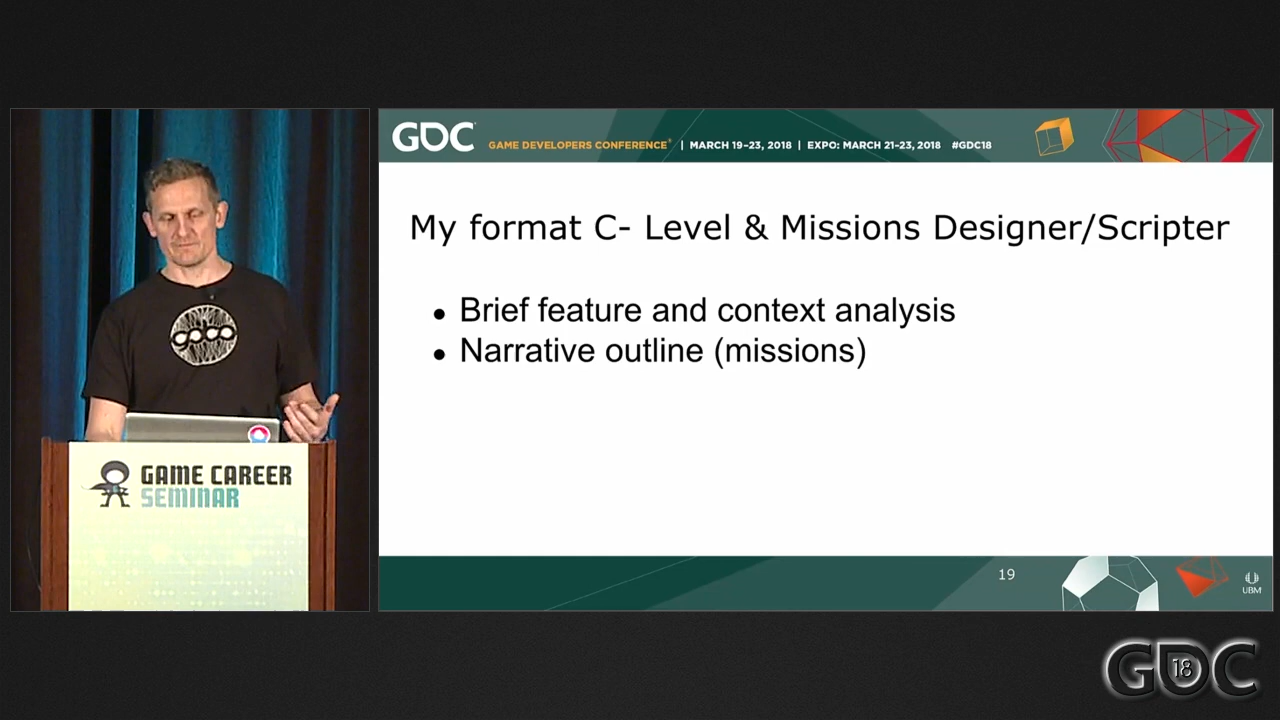 GDC
GAME DEVELOPERS CONFERENCE® | MARCH 19–23, 2018 | EXPO: MARCH 21–23, 2018 #GDC18
My format C- Level & Missions Designer/Scripter
• Brief feature and context analysis
• Narrative outline (missions)
19
UBM
GAME CAREER
SEMINAR
GDC
18